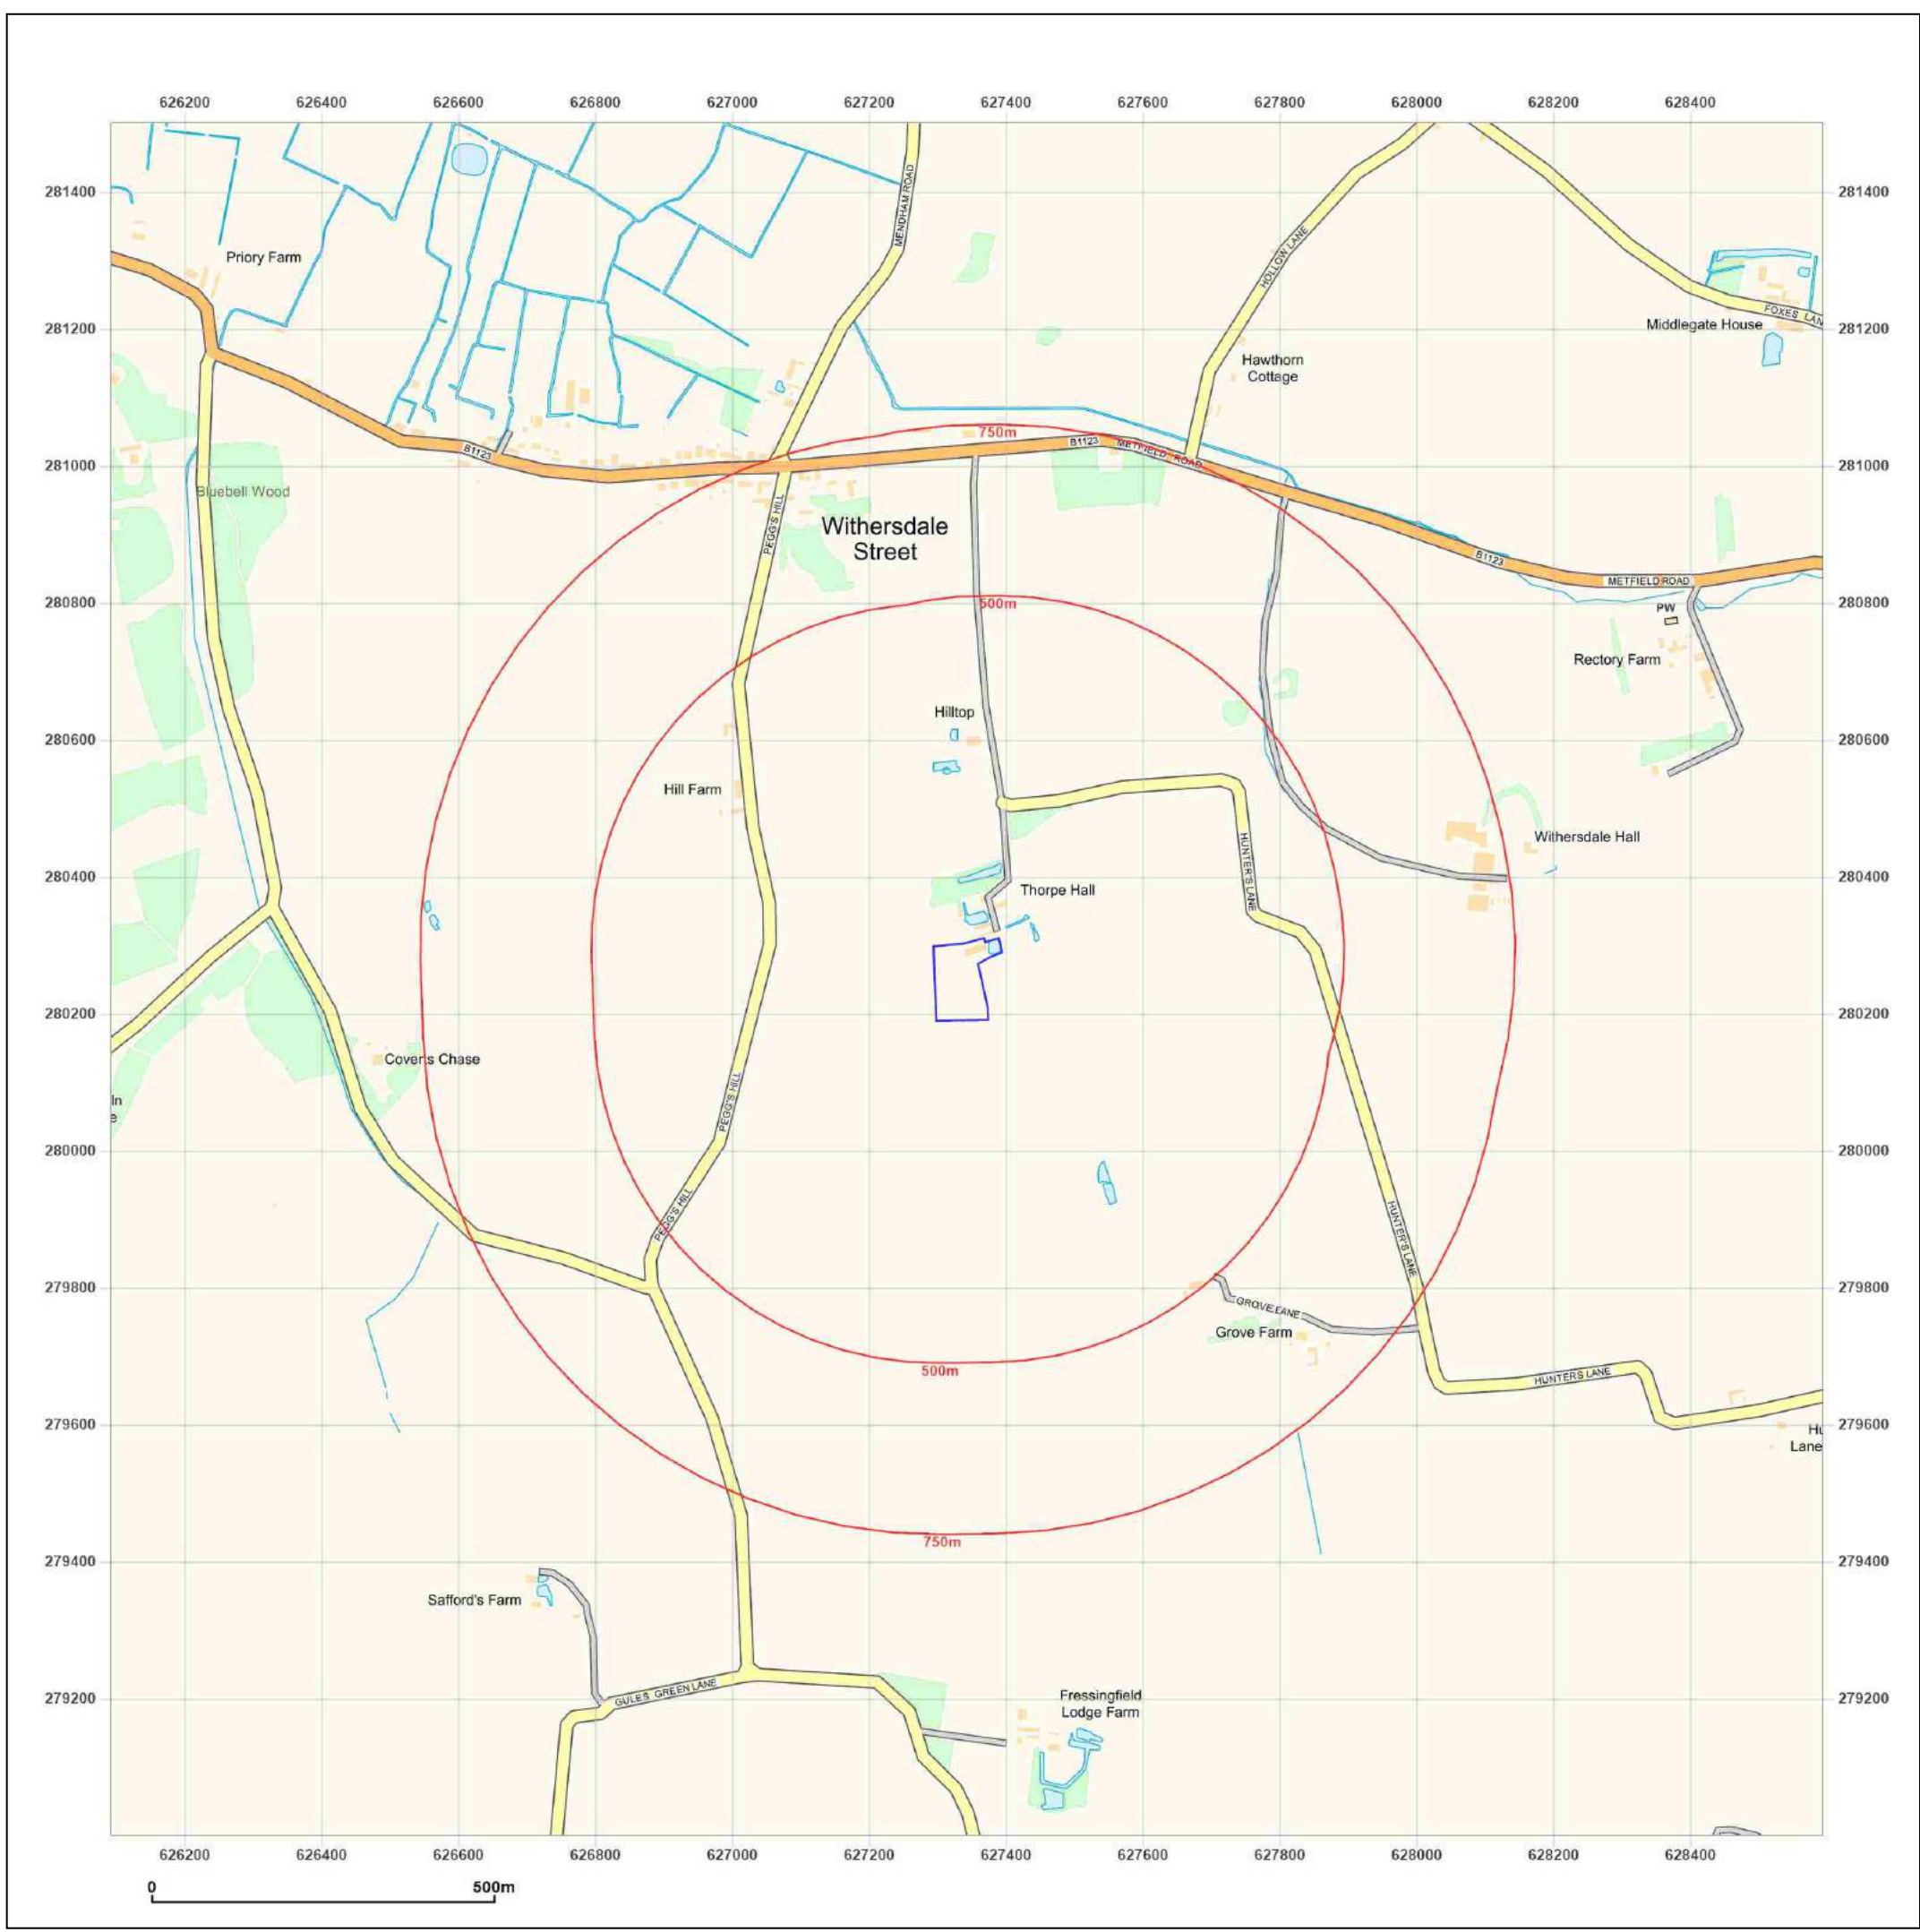 626200 626400 626600 626800 627000 627200 627400 627600 627800 628000 628200 628400
281400 281400
MENDHAM ROAD
HOLLOW LANE
Priory Farm
FOXES LAN
281200 Middlegate House 281200
Hawthorn
Cottage
750m
B1123 METFIELD ROAD
B1123
281000 281000
Bluebell Wood
PEGG'S HILL
Withersdale
Street
B1123
METFIELD ROAD
280800 500m 280800
PW
Rectory Farm
Hilltop
280600 280600
Hill Farm
HUNTER'S LANE
Withersdale Hall
280400 280400
Thorpe Hall
280200 280200
Coverts Chase
PEGG'S HILL
ln
e
280000 280000
PEGG'S HILL
HUNTER'S LANE
279800 279800
GROVE LANE
Grove Farm
500m
HUNTERS LANE
279600 279600
Hu
Lane
750m
279400 279400
Safford's Farm
GULES GREEN LANE
279200 279200
Fressingfield
Lodge Farm
626200 626400 626600 626800 627000 627200 627400 627600 627800 628000 628200 628400
0 500m